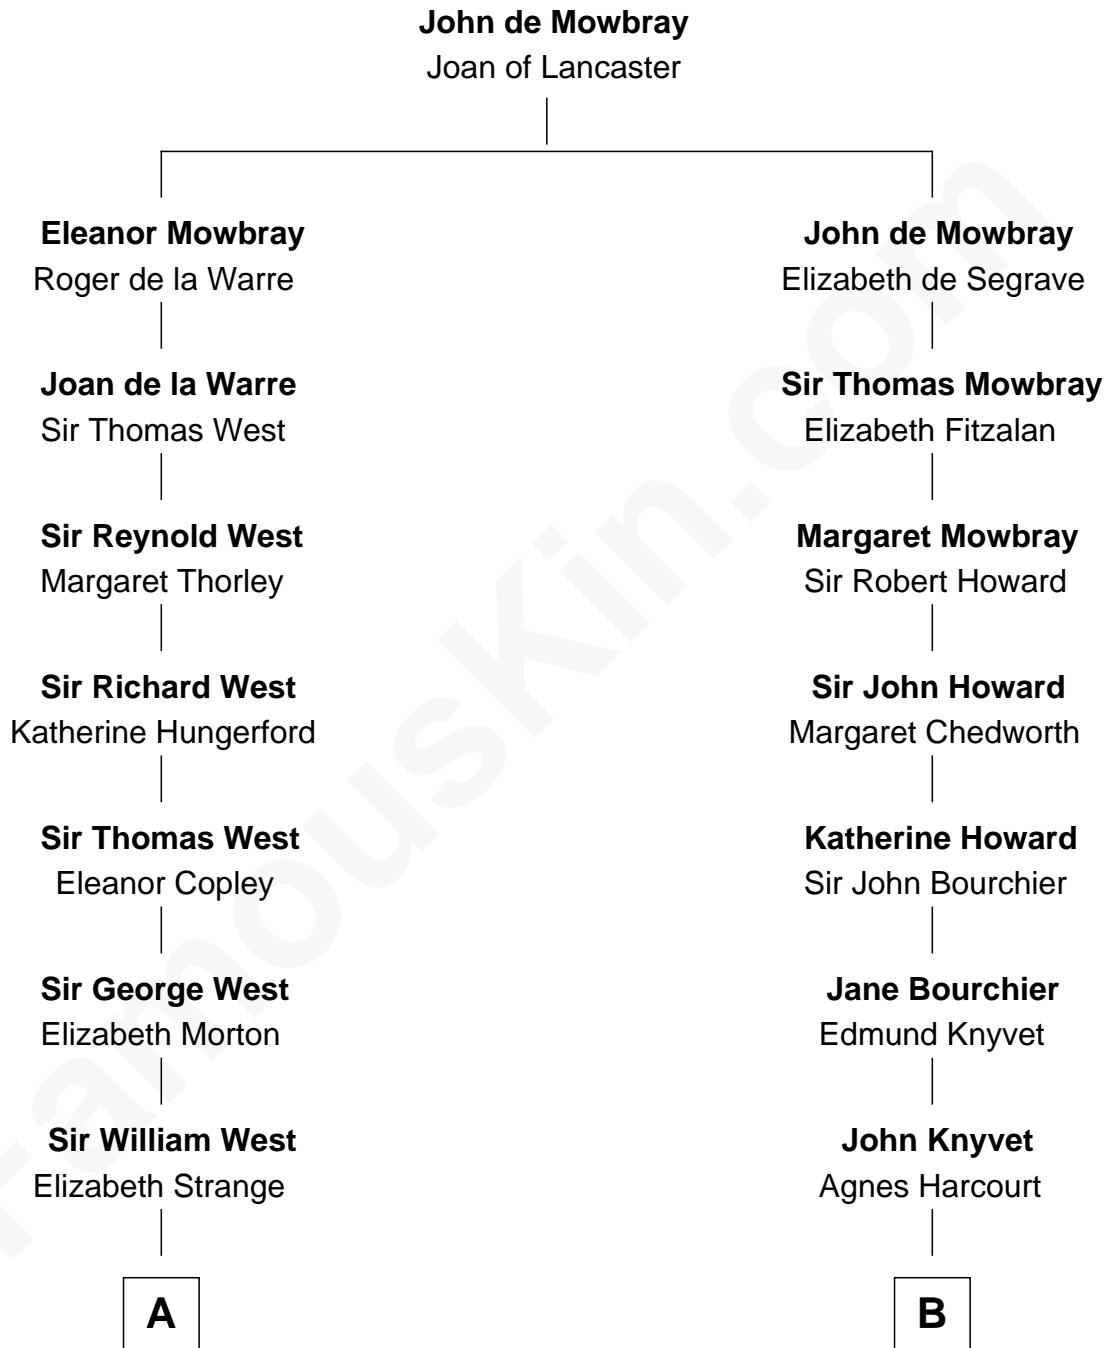 John de Mowbray
Joan of Lancaster
Eleanor Mowbray
Roger de la Warre
John de Mowbray
Elizabeth de Segrave
Joan de la Warre
Sir Thomas West
Sir Thomas Mowbray
Elizabeth Fitzalan
Sir Reynold West
Margaret Thorley
Margaret Mowbray
Sir Robert Howard
Sir Richard West
Katherine Hungerford
Sir John Howard
Margaret Chedworth
Sir Thomas West
Eleanor Copley
Katherine Howard
Sir John Bourchier
Sir George West
Elizabeth Morton
Jane Bourchier
Edmund Knyvet
Sir William West
Elizabeth Strange
John Knyvet
Agnes Harcourt
A
B
FamousKin.com